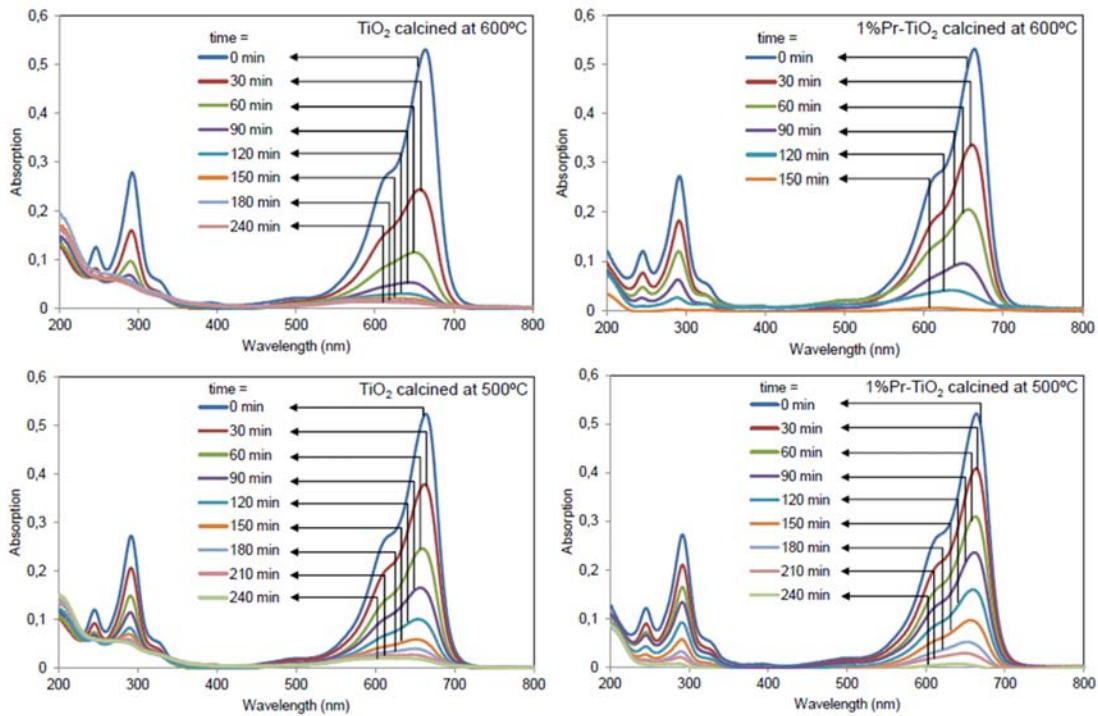 TiO2 calcined at 600ºC
time =
0 min
30 min
60 min
90 min
120 min
150 min
180 min
240 min
0,6
0,5
0,4
0,3
0,2
0,1
0
Absorption
200 300 400 500 600 700 800
Wavelength (nm)
1%Pr-TiO2 calcined at 600ºC
time =
0 min
30 min
60 min
90 min
120 min
150 min
0,6
0,5
0,4
0,3
0,2
0,1
0
Absorption
200 300 400 500 600 700 800
Wavelength (nm)
TiO2 calcined at 500ºC
time =
0 min
30 min
60 min
90 min
120 min
150 min
180 min
210 min
240 min
0,6
0,5
0,4
0,3
0,2
0,1
0
Absorption
200 300 400 500 600 700 800
Wavelength (nm)
1%Pr-TiO2 calcined at 500ºC
time =
0 min
30 min
60 min
90 min
120 min
150 min
180 min
210 min
240 min
0,6
0,5
0,4
0,3
0,2
0,1
0
Absorption
200 300 400 500 600 700 800
Wavelength (nm)